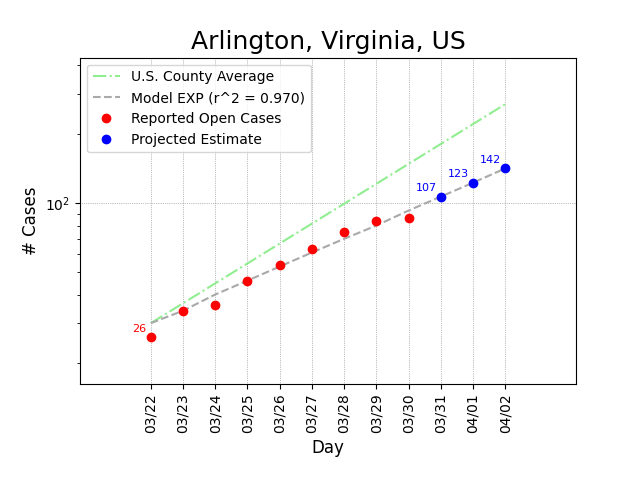 Arlington, Virginia, US
U.S. County Average
Model EXP (r^2 = 0.970)
Reported Open Cases
Projected Estimate
142
123
107
10²
26
# Cases
03/22
03/23
03/24
03/25
03/26
03/27
03/28
03/29
03/30
03/31
04/01
04/02
Day